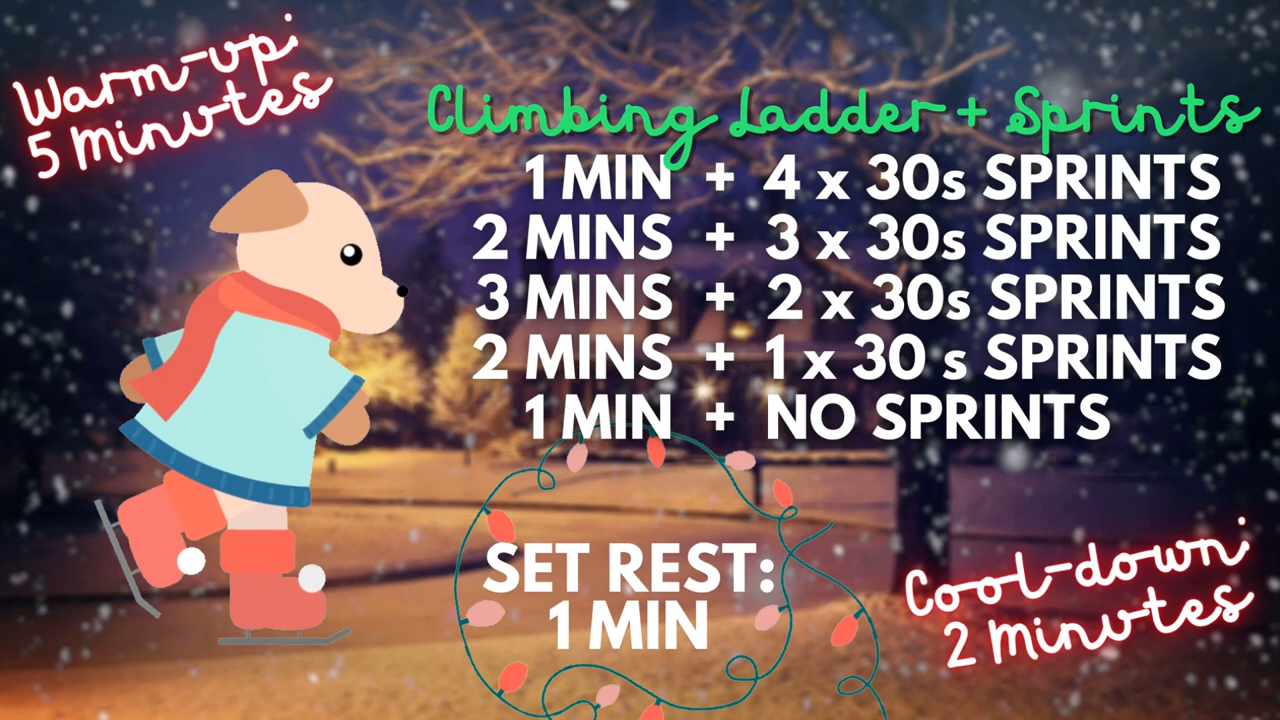 Warm-up:
5 Minutes
Climbing Ladder + Sprints
1 MIN + 4 x 30s SPRINTS
2 MINS + 3 x 30s SPRINTS
3 MINS + 2 x 30s SPRINTS
2 MINS + 1 x 30 s SPRINTS
1 MIN + NO SPRINTS
SET REST:
1 MIN
Cool-down:
2 Minutes